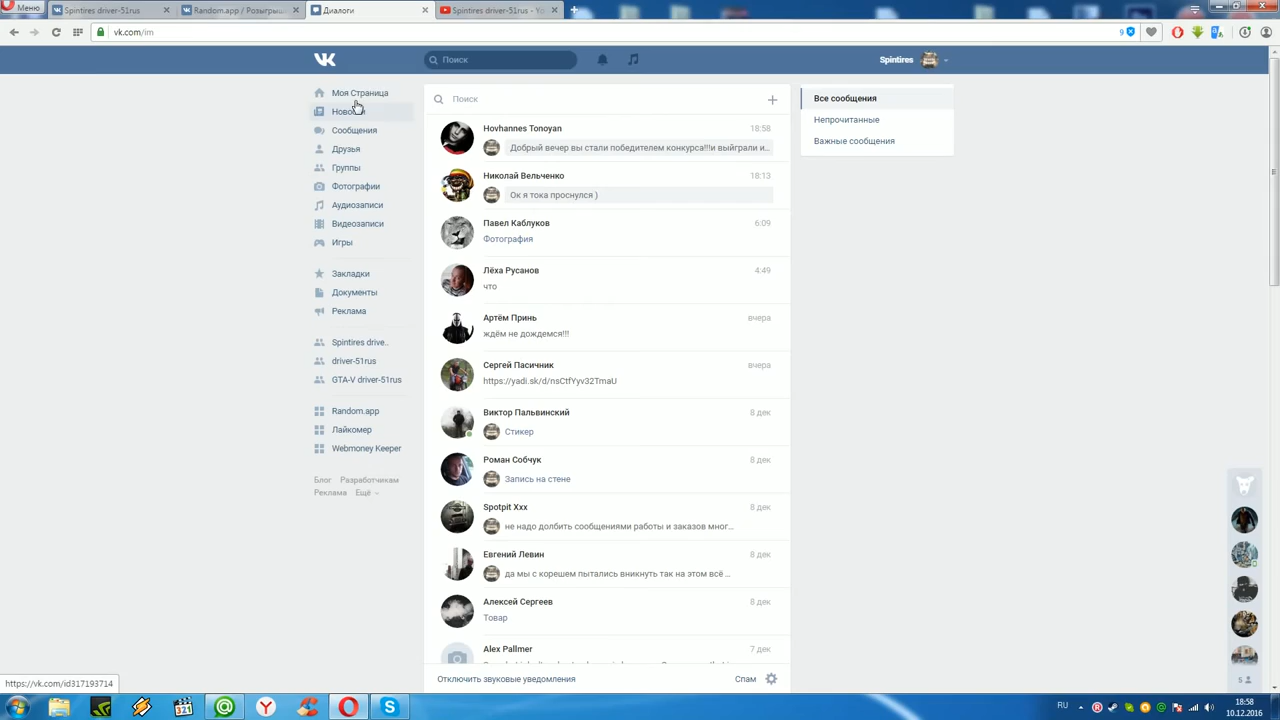 Меню
Spintires driver-51rus
Random.app / Розыгрыш
Диалоги
Spintires driver-51rus - Yo
vk.com/im
9
Поиск
Spintires
Моя Страница
Новости
Сообщения
Друзья
Группы
Фотографии
Аудиозаписи
Видеозаписи
Игры
Закладки
Документы
Реклама
Spintires drive..
driver-51rus
GTA-V driver-51rus
Random.app
Лайкомер
Webmoney Keeper
Блог Разработчикам
Реклама Ещё
Поиск
Hovhannes Tonoyan 18:58
Добрый вечер вы стали победителем конкурса!!!и выйграли и...
Николай Вельченко 18:13
Ок я тока проснулся )
Павел Каблуков 6:09
Фотография
Лёха Русанов 4:49
что
Артём Принь вчера
ждём не дождемся!!!
Сергей Пасичник вчера
https://yadi.sk/d/nsCtfYyv32TmaU
Виктор Пальвинский 8 дек
Стикер
Роман Собчук 8 дек
Запись на стене
Spotpit Xxx 8 дек
не надо долбить сообщениями работы и заказов мног...
Евгений Левин 8 дек
да мы с корешем пытались вникнуть так на этом всё ...
Алексей Сергеев 8 дек
Товар
Alex Pallmer 7 дек
Отключить звуковые уведомления
Спам
Все сообщения
Непрочитанные
Важные сообщения
5
https://vk.com/id317193714
321
RU
18:58
10.12.2016